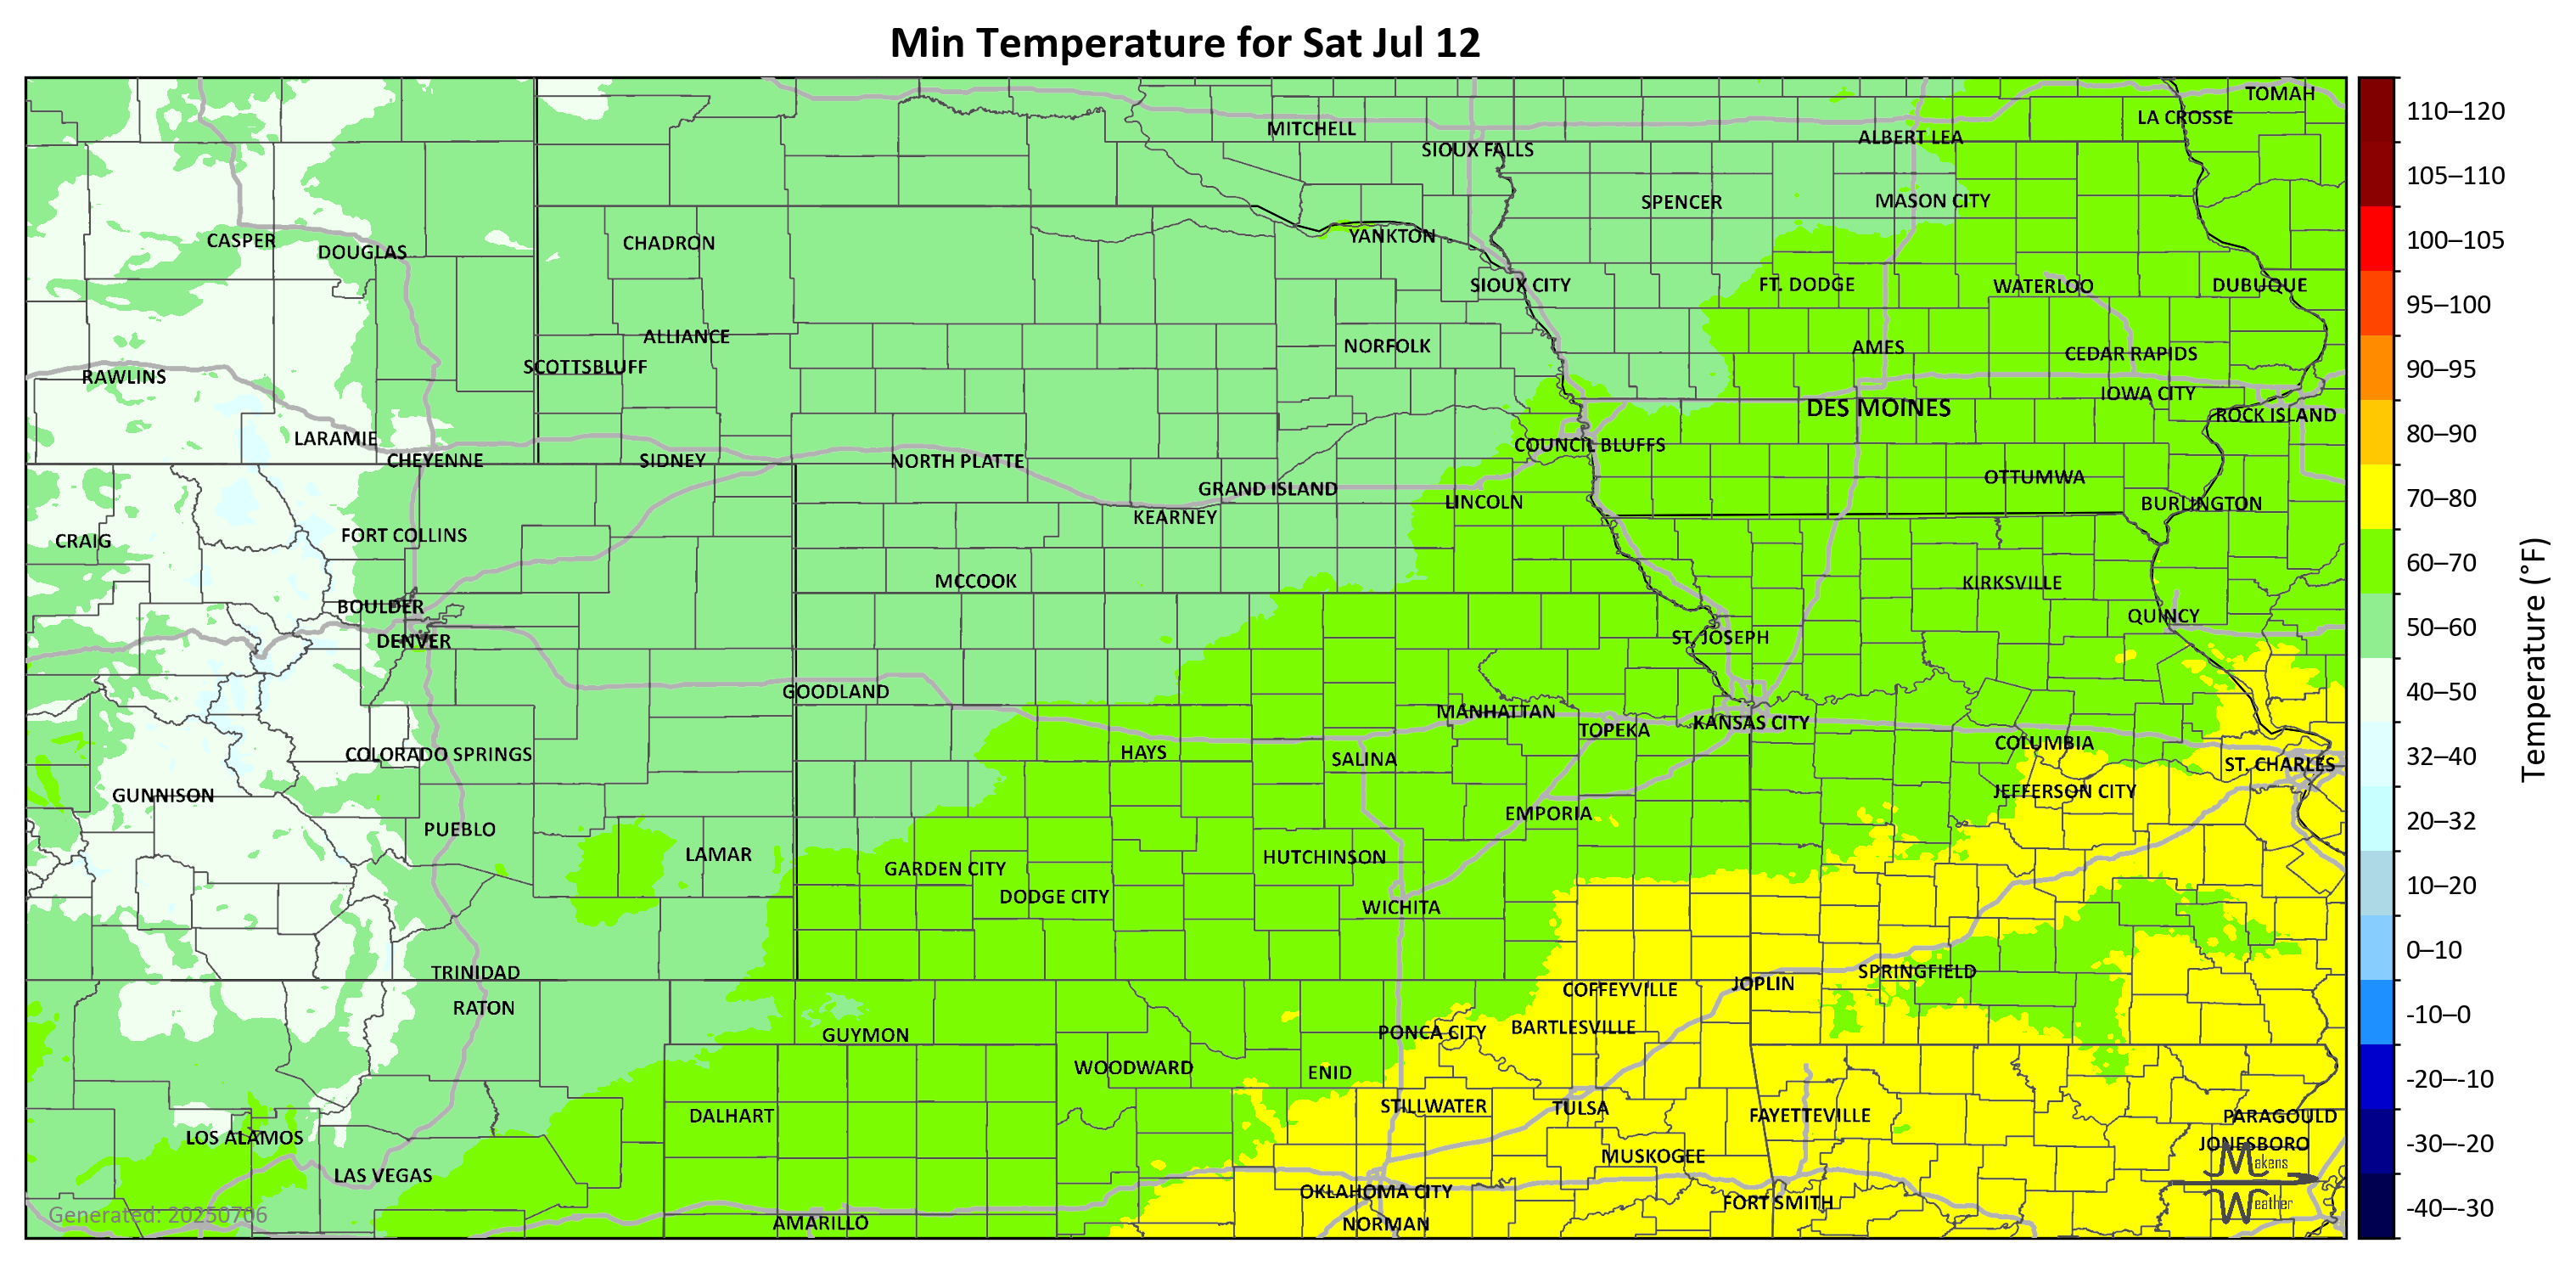 Min Temperature for Sat Jul 12
TOMAH
LA CROSSE
MITCHELL
ALBERT LEA
SIOUX FALLS
SPENCER
MASON CITY
CASPER
DOUGLAS
CHADRON
YANKTON
SIOUX CITY
FT. DODGE
WATERLOO
DUBUQUE
ALLIANCE
NORFOLK
AMES
CEDAR RAPIDS
SCOTTSBLUFF
RAWLINS
IOWA CITY
DES MOINES
ROCK ISLAND
LARAMIE
COUNCIL BLUFFS
CHEYENNE
SIDNEY
NORTH PLATTE
OTTUMWA
GRAND ISLAND
LINCOLN
BURLINGTON
KEARNEY
FORT COLLINS
CRAIG
MCCOOK
KIRKSVILLE
BOULDER
QUINCY
DENVER
ST. JOSEPH
GOODLAND
MANHATTAN
KANSAS CITY
TOPEKA
COLUMBIA
COLORADO SPRINGS
HAYS
SALINA
ST. CHARLES
GUNNISON
JEFFERSON CITY
EMPORIA
PUEBLO
LAMAR
HUTCHINSON
GARDEN CITY
DODGE CITY
WICHITA
TRINIDAD
SPRINGFIELD
JOPLIN
COFFEYVILLE
RATON
BARTLESVILLE
GUYMON
PONCA CITY
WOODWARD
ENID
STILLWATER
TULSA
DALHART
FAYETTEVILLE
PARAGOULD
LOS ALAMOS
JONESBORO
MUSKOGEE
LAS VEGAS
OKLAHOMA CITY
FORT SMITH
AMARILLO
NORMAN
Makens
Weather
Generated: 20250706
110–120
105–110
100–105
95–100
90–95
80–90
70–80
60–70
50–60
40–50
32–40
20–32
10–20
0–10
-10–0
-20–-10
-30–-20
-40–-30
Temperature (°F)